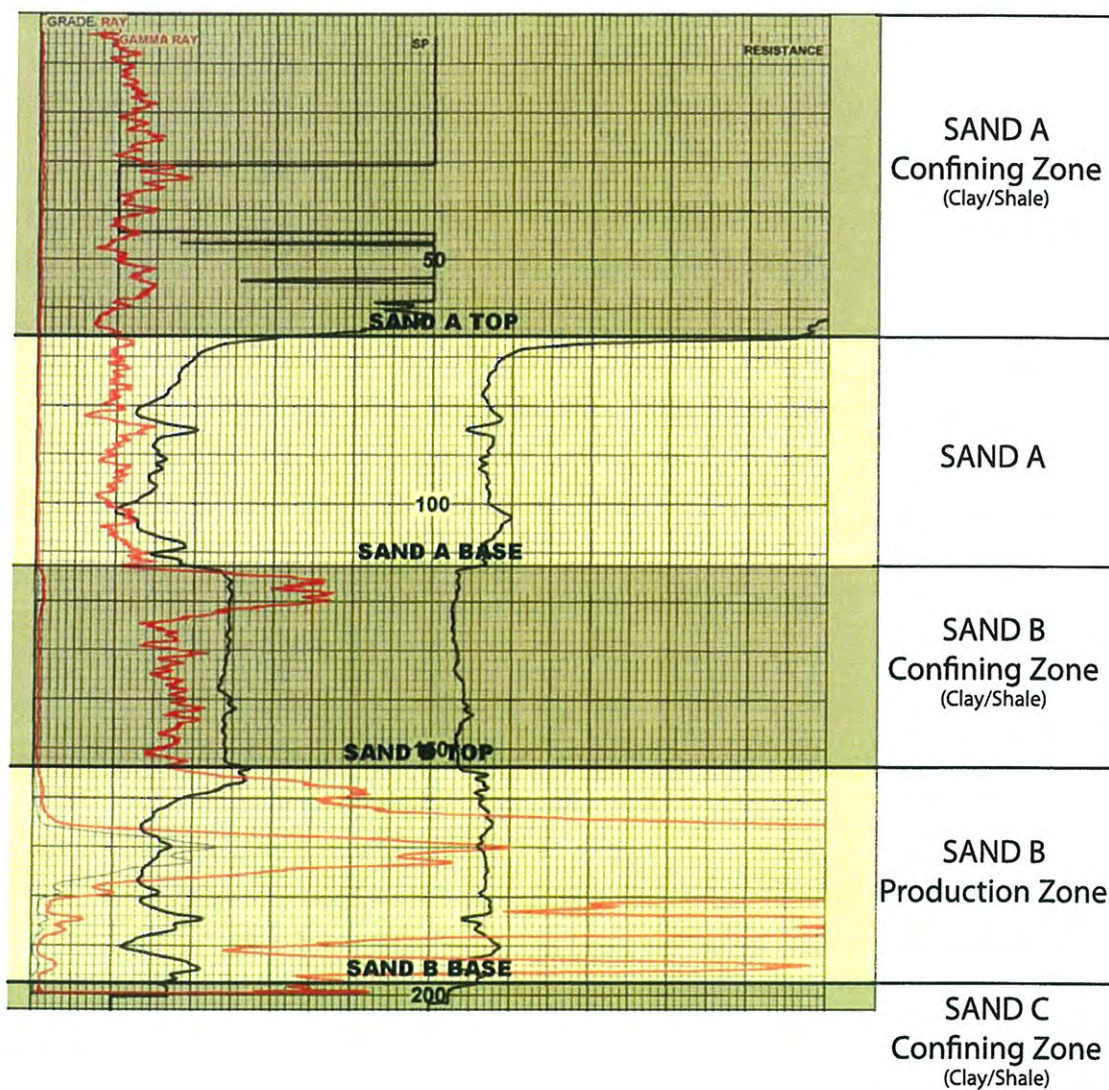 GRADE RAY
GAMMA RAY
SP
RESISTANCE
SAND A
Confining Zone
(Clay/Shale)
50
SAND A TOP
SAND A
100
SAND A BASE
SAND B
Confining Zone
(Clay/Shale)
SAND B TOP
150
SAND B
Production Zone
SAND B BASE
200
SAND C
Confining Zone
(Clay/Shale)